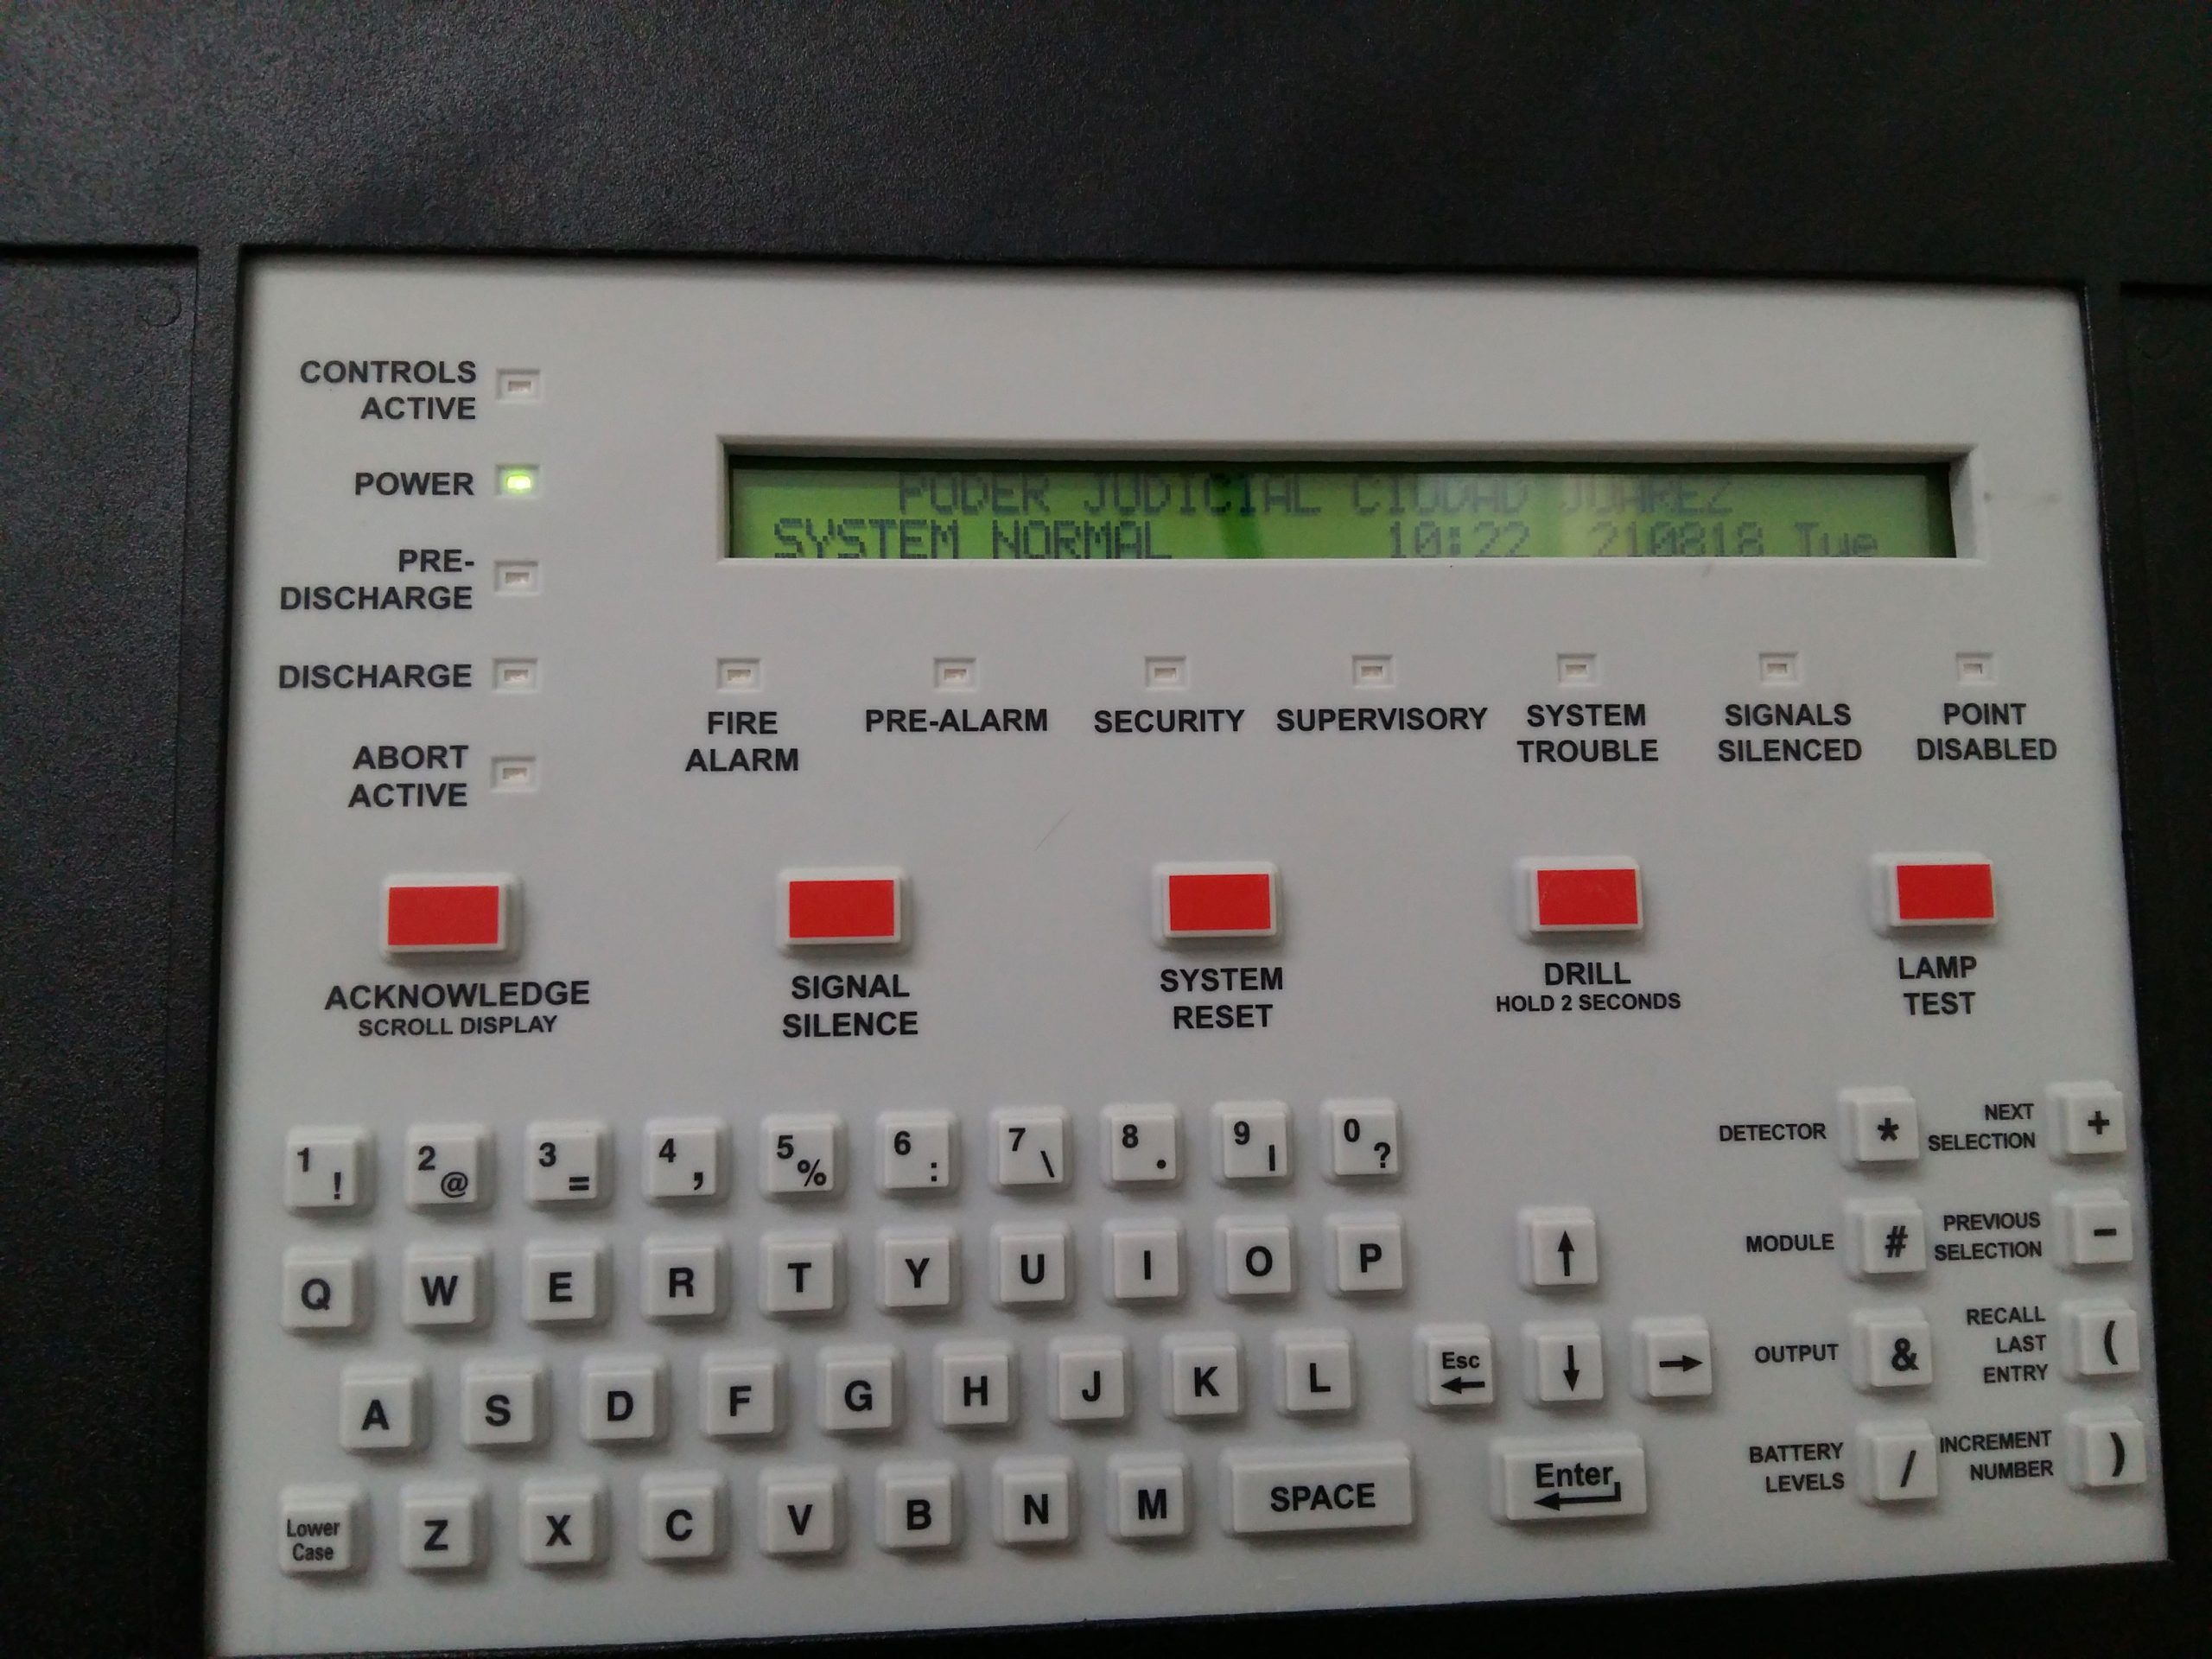 CONTROLS
ACTIVE
POWER
PRE-
DISCHARGE
DISCHARGE
ABORT
ACTIVE
PODER JUDICIAL CIUDAD JUAREZ
SYSTEM NORMAL 10:22 210818 Tue
FIRE
ALARM
PRE-ALARM
SECURITY
SUPERVISORY
SYSTEM
TROUBLE
SIGNALS
SILENCED
POINT
DISABLED
ACKNOWLEDGE
SCROLL DISPLAY
SIGNAL
SILENCE
SYSTEM
RESET
DRILL
HOLD 2 SECONDS
LAMP
TEST
1 ! 2 @ 3 = 4 , 5 % 6 : 7 \ 8 . 9 | 0 ?
Q W E R T Y U I O P
A S D F G H J K L
Lower
Case
Z X C V B N M SPACE
↑
Esc
← ↓ →
Enter
DETECTOR *
NEXT
SELECTION +
MODULE #
PREVIOUS
SELECTION -
OUTPUT &
RECALL
LAST
ENTRY (
BATTERY
LEVELS /
INCREMENT
NUMBER )